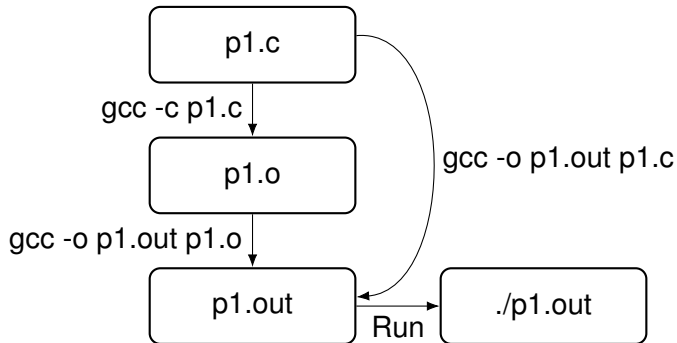 p1.c
gcc -c p1.c
p1.o
gcc -o p1.out p1.c
gcc -o p1.out p1.o
p1.out
Run
./p1.out